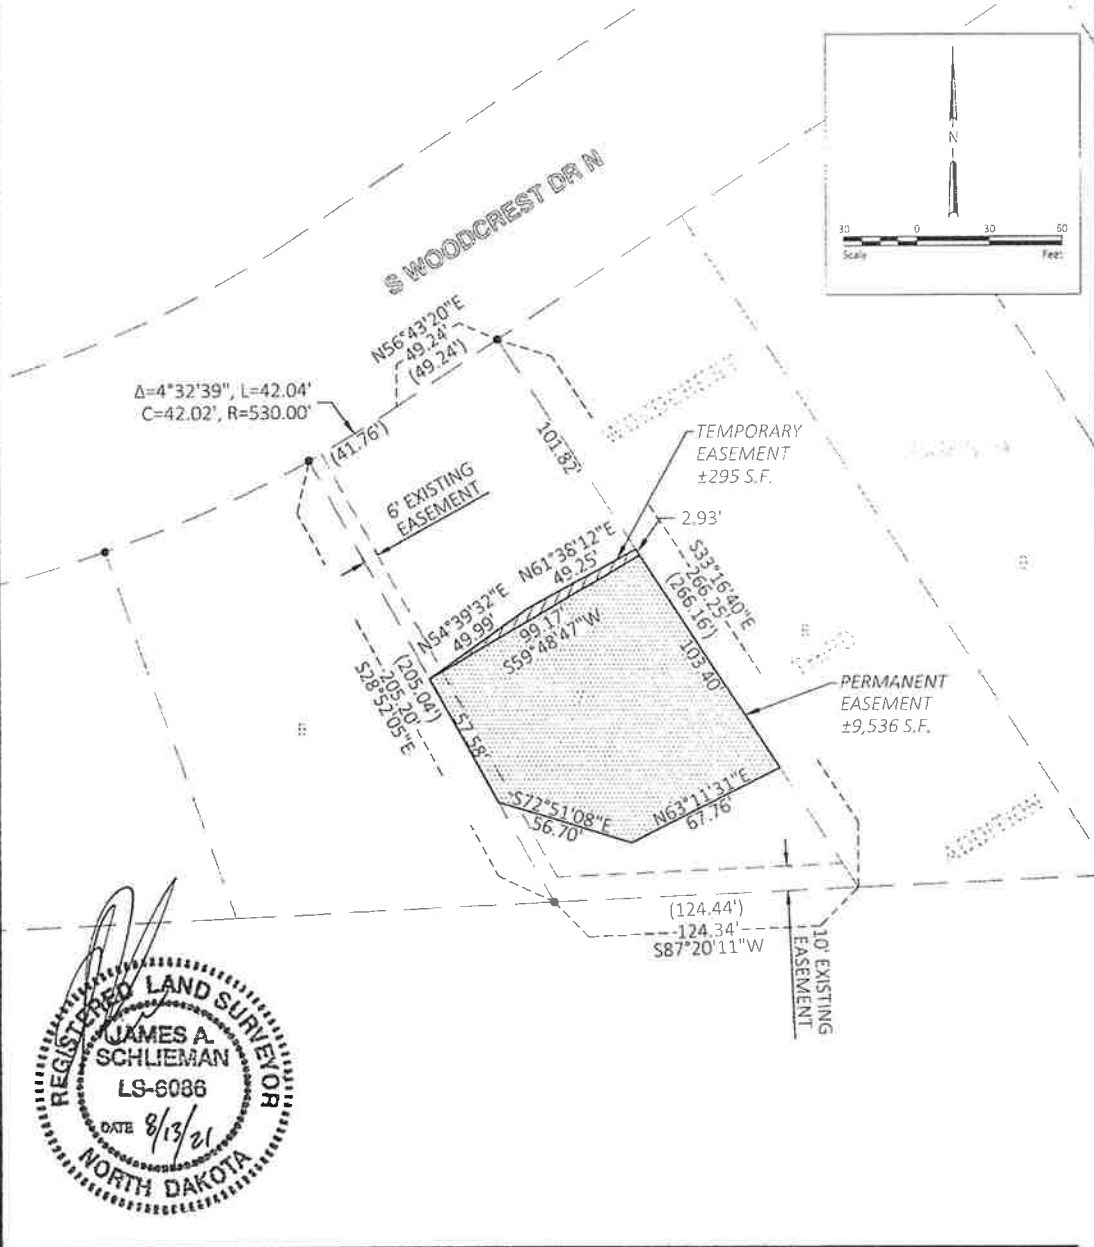 N
30 0 30 60
Scale Feet
S WOODCREST DR N
N56°43'20"E
49.24'
(49.24')
Δ=4°32'39", L=42.04'
C=42.02', R=530.00'
(41.76')
101.82'
6' EXISTING
EASEMENT
TEMPORARY
EASEMENT
±295 S.F.
2.93'
N61°38'12"E
49.25'
N54°39'32"E
49.99'
99.17'
S59°48'47"W
S33°16'40"E
266.25'
(266.16')
103.40'
(205.04')
205.20'
S28°52'05"E
57.58'
PERMANENT
EASEMENT
±9,536 S.F.
S72°51'08"E
56.70'
N63°11'31"E
67.76'
ADDITION
(124.44')
124.34'
S87°20'11"W
10' EXISTING
EASEMENT
REGISTERED LAND SURVEYOR
JAMES A.
SCHLIEMAN
LS-6086
DATE 8/13/21
NORTH DAKOTA